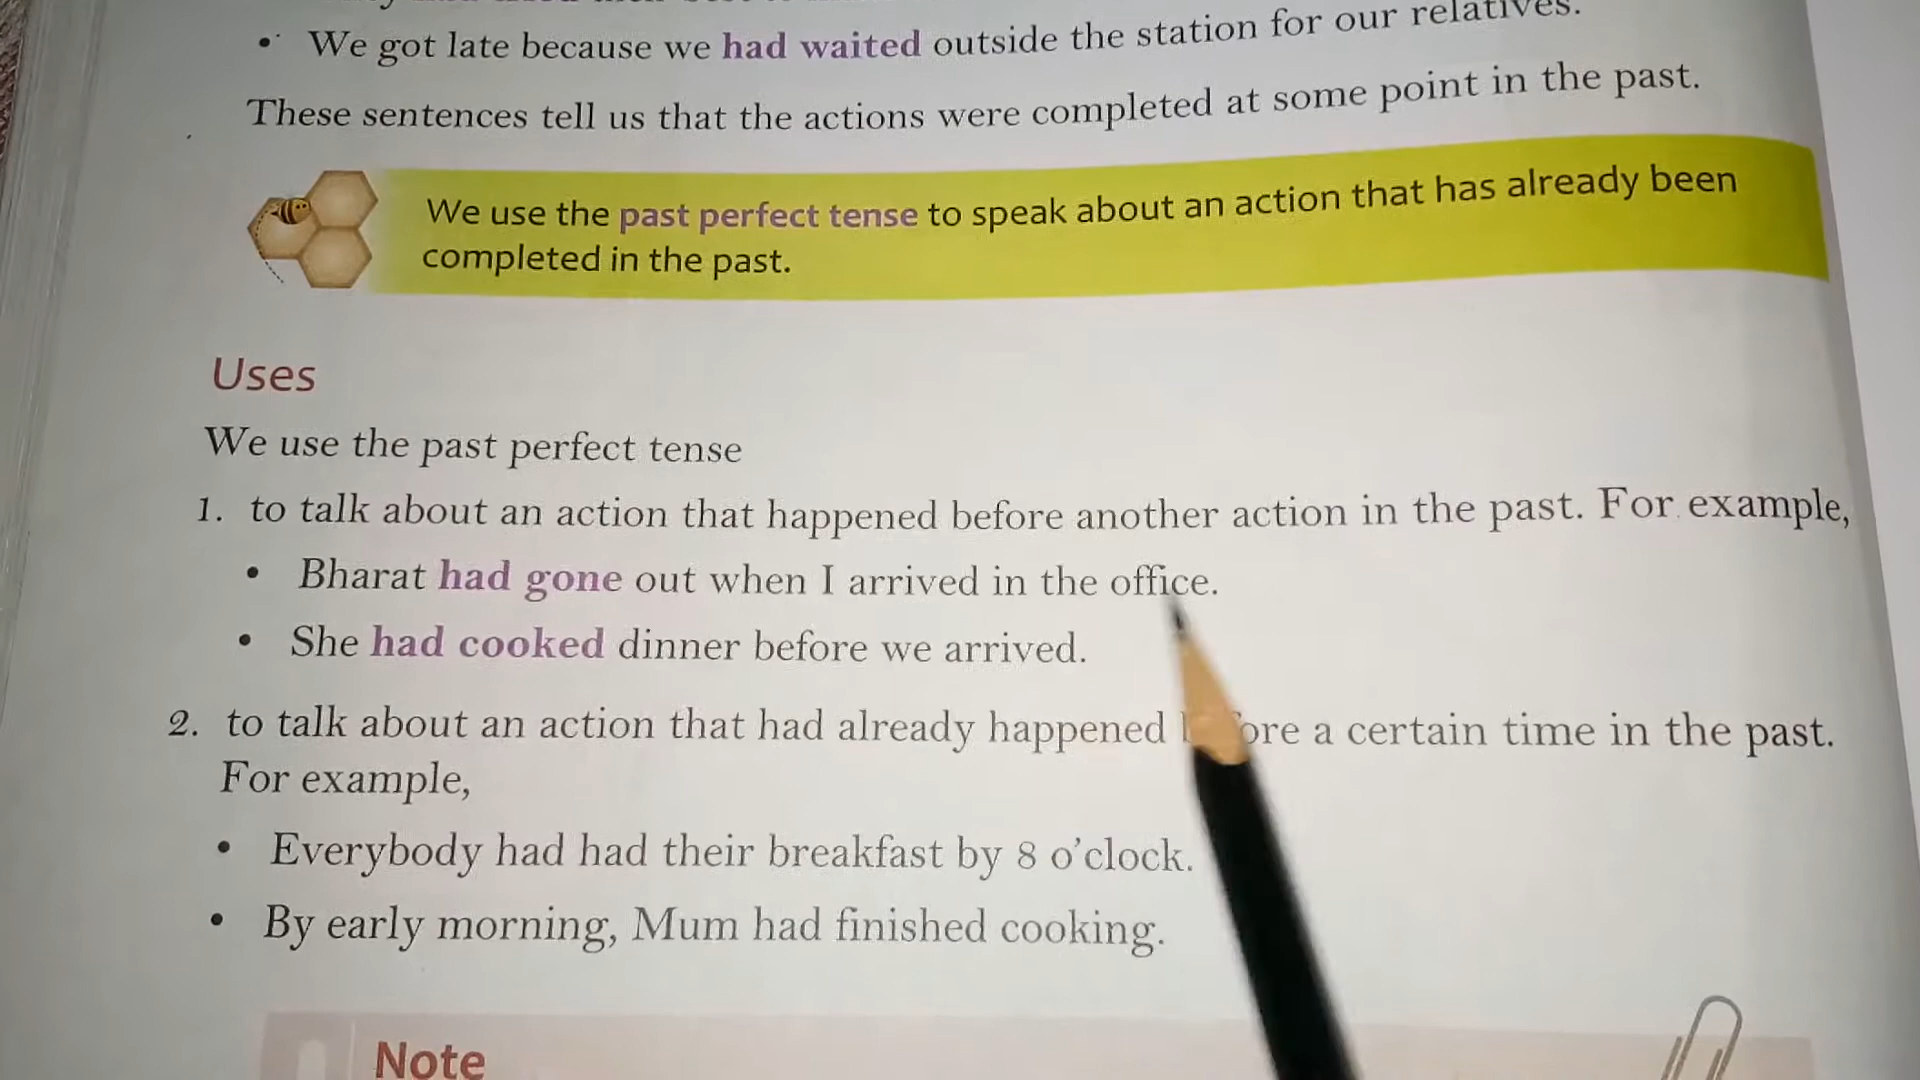 • We got late because we had waited outside the station for our relatives.
These sentences tell us that the actions were completed at some point in the past.
We use the past perfect tense to speak about an action that has already been
completed in the past.
Uses
We use the past perfect tense
1. to talk about an action that happened before another action in the past. For example,
• Bharat had gone out when I arrived in the office.
• She had cooked dinner before we arrived.
2. to talk about an action that had already happened before a certain time in the past.
For example,
• Everybody had had their breakfast by 8 o'clock.
• By early morning, Mum had finished cooking.
Note